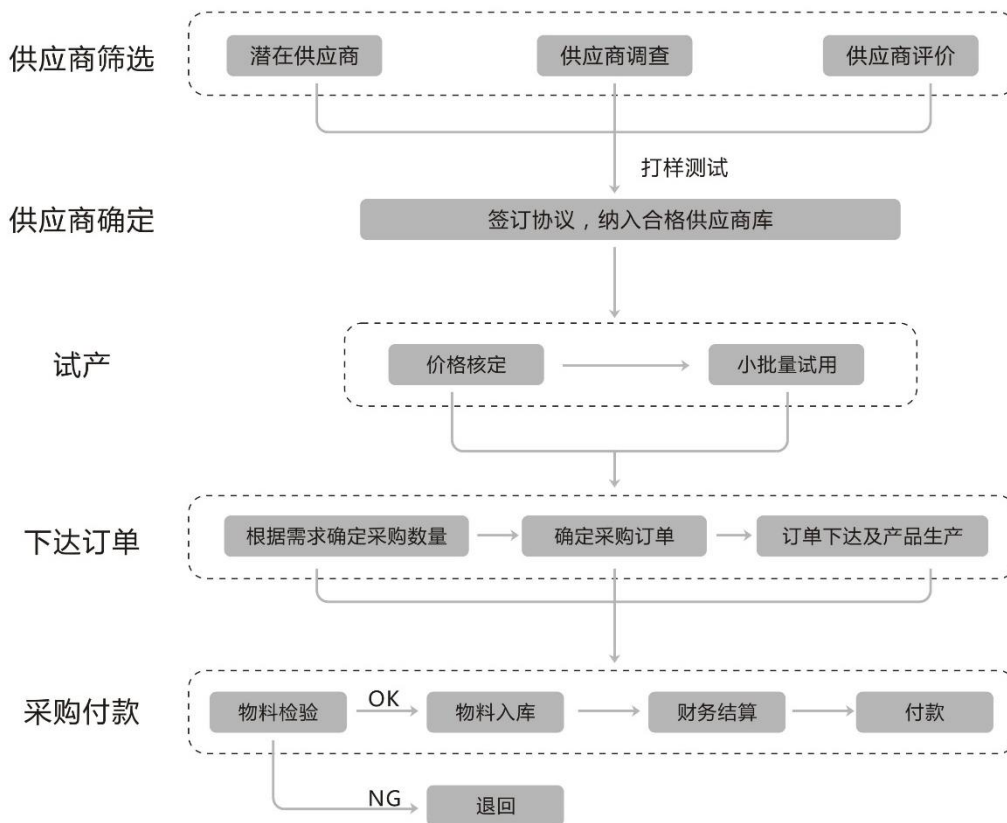 供应商筛选
潜在供应商
供应商调查
供应商评价
打样测试
供应商确定
签订协议，纳入合格供应商库
试产
价格核定
小批量试用
下达订单
根据需求确定采购数量
确定采购订单
订单下达及产品生产
采购付款
物料检验
OK
物料入库
财务结算
付款
NG
退回